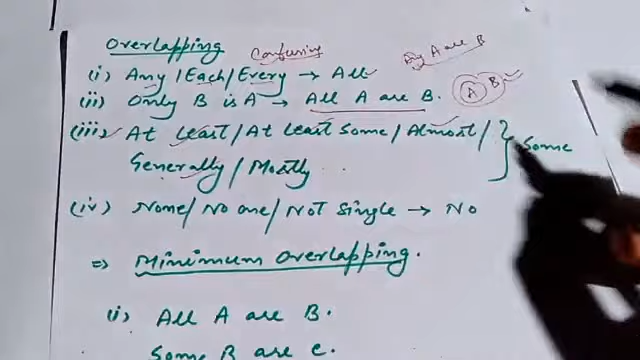 Overlapping Confusing
Any A are B
(i) Any / Each / Every → All
(ii) Only B is A → All A are B. A B
(iii) At least / At least Some / Almost / } Some
Generally / Mostly
(iv) None / No one / Not Single → No
⇒ Minimum Overlapping.
(i) All A are B.
Some B are C.